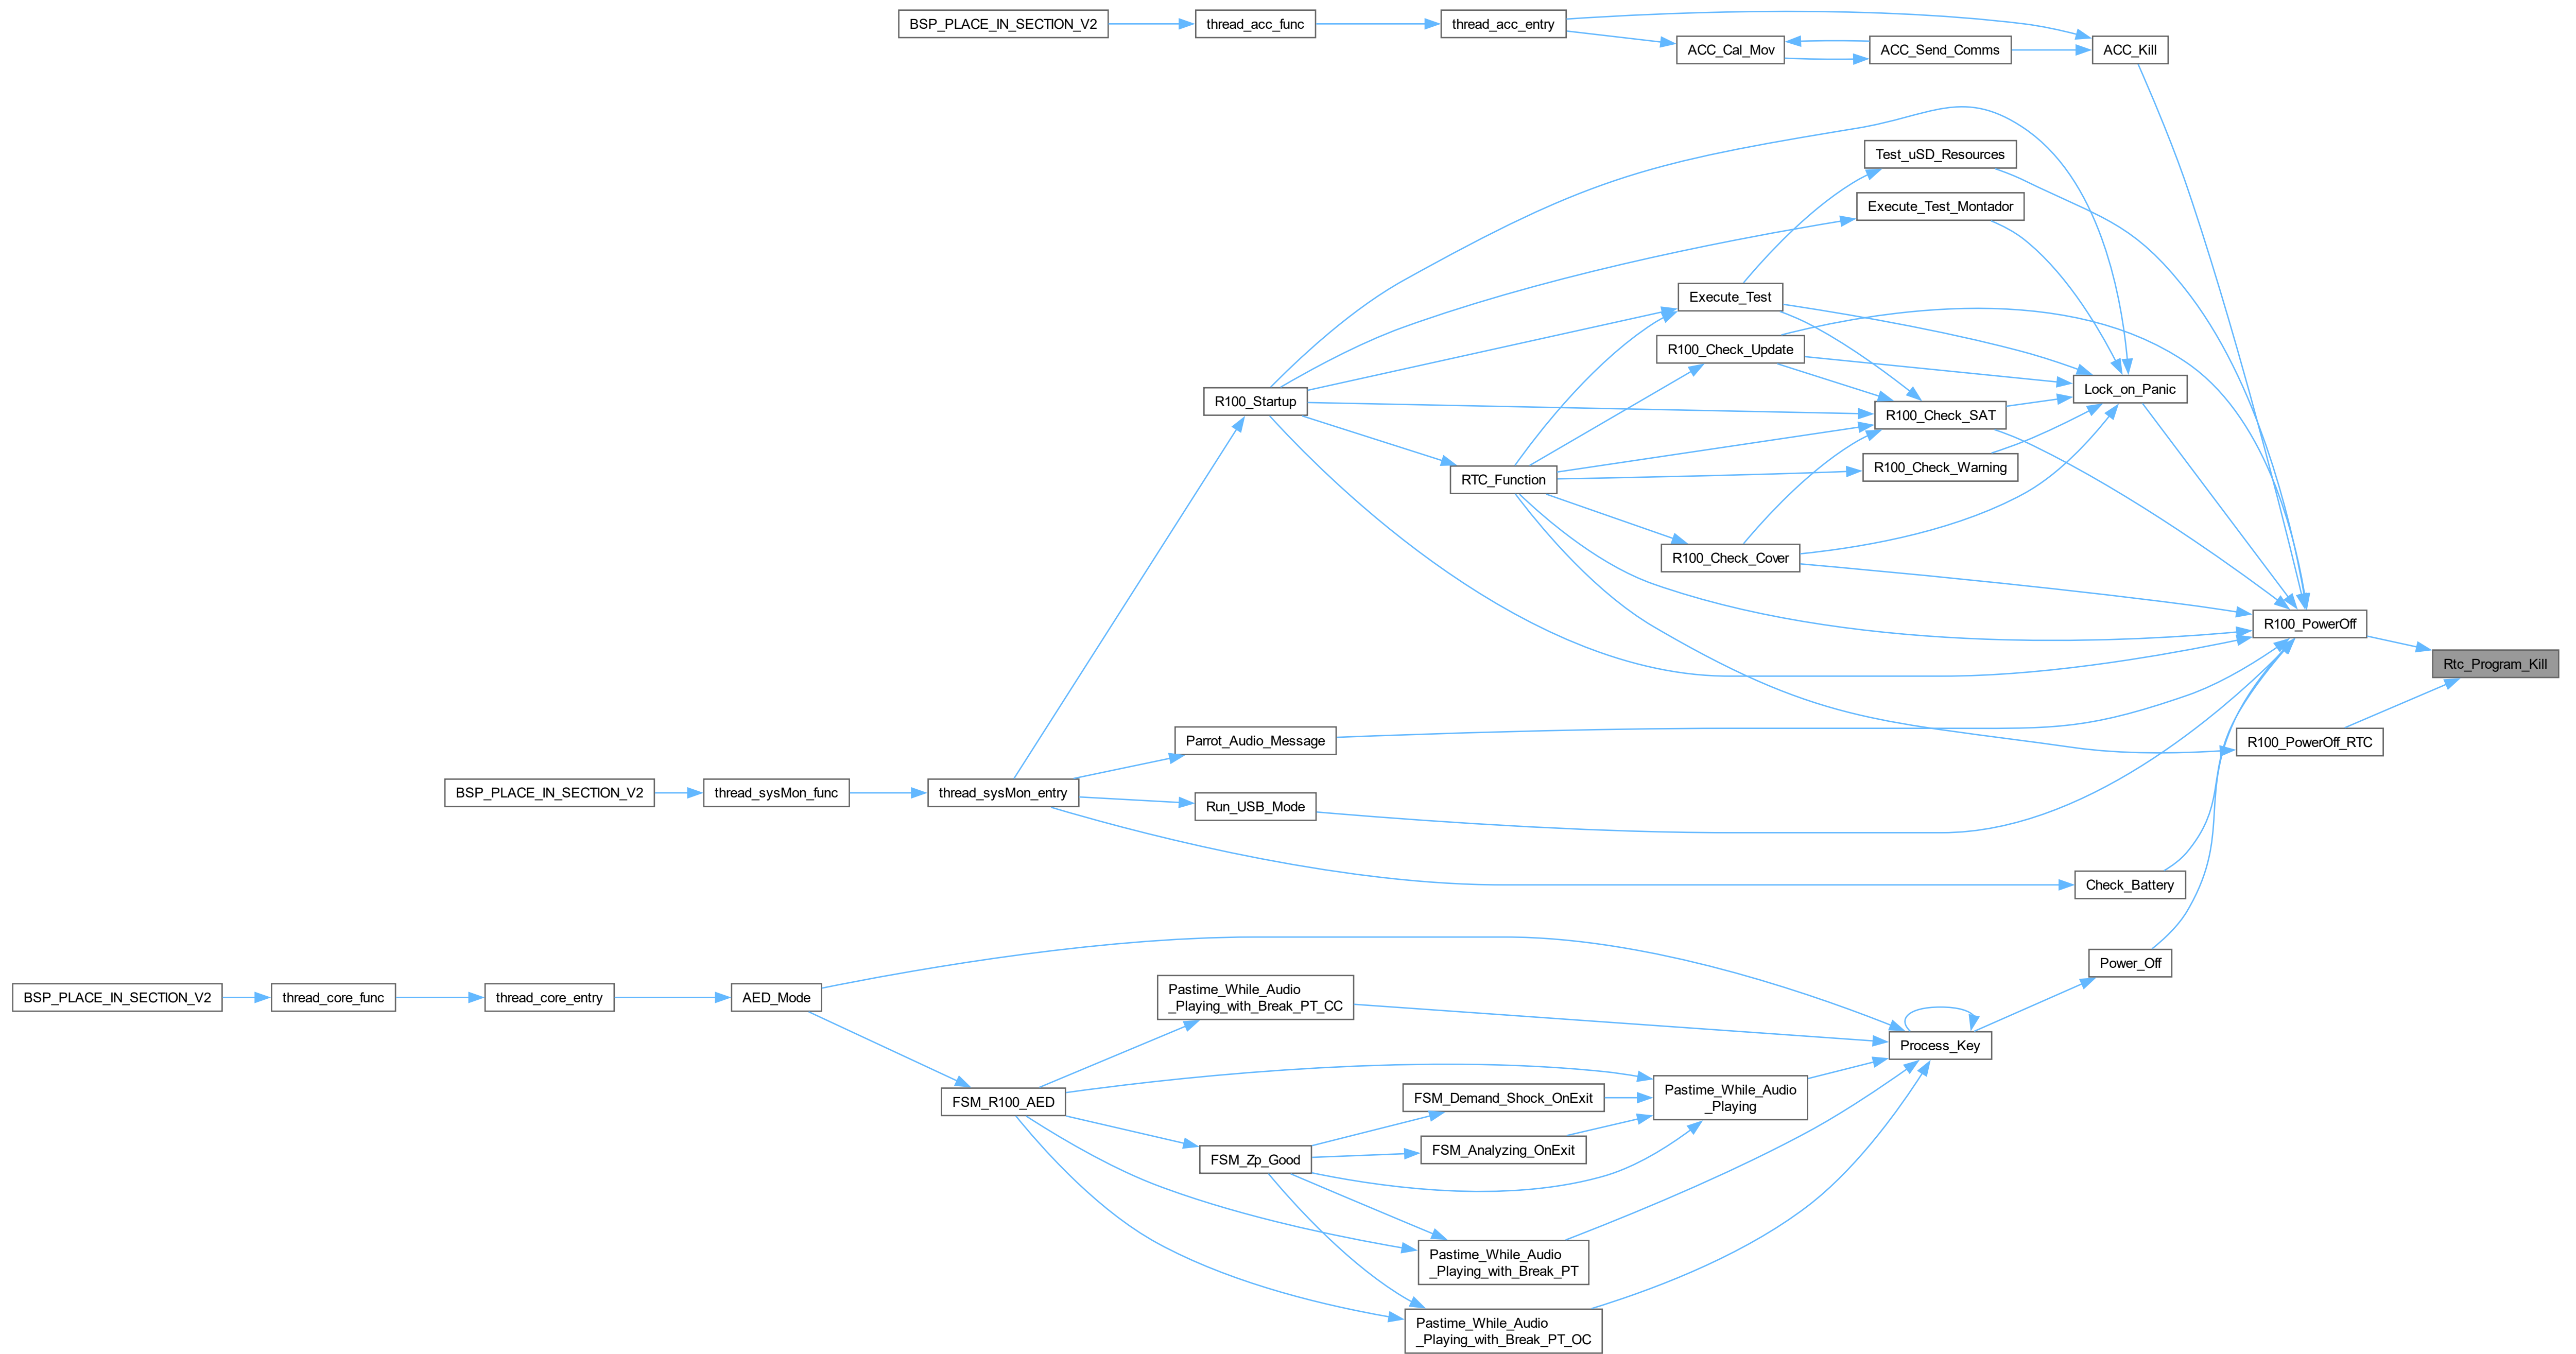 BSP_PLACE_IN_SECTION_V2
thread_acc_func
thread_acc_entry
ACC_Cal_Mov
ACC_Send_Comms
ACC_Kill
Test_uSD_Resources
Execute_Test_Montador
Execute_Test
R100_Check_Update
Lock_on_Panic
R100_Startup
R100_Check_SAT
R100_Check_Warning
RTC_Function
R100_Check_Cover
R100_PowerOff
Rtc_Program_Kill
Parrot_Audio_Message
R100_PowerOff_RTC
BSP_PLACE_IN_SECTION_V2
thread_sysMon_func
thread_sysMon_entry
Run_USB_Mode
Check_Battery
Power_Off
BSP_PLACE_IN_SECTION_V2
thread_core_func
thread_core_entry
AED_Mode
Pastime_While_Audio
_Playing_with_Break_PT_CC
Process_Key
FSM_R100_AED
FSM_Demand_Shock_OnExit
Pastime_While_Audio
_Playing
FSM_Zp_Good
FSM_Analyzing_OnExit
Pastime_While_Audio
_Playing_with_Break_PT
Pastime_While_Audio
_Playing_with_Break_PT_OC